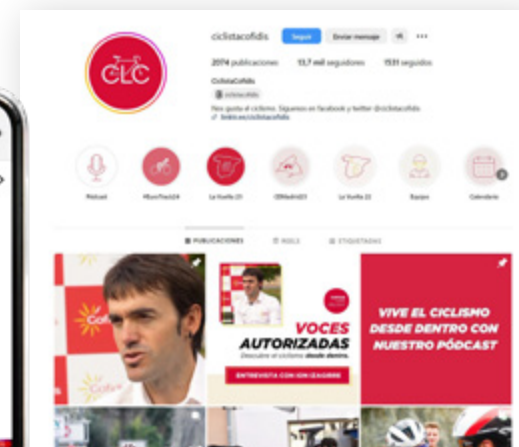 CLC
ciclistacofidis
Seguir
Enviar mensaje
2074 publicaciones
13,7 mil seguidores
1531 seguidos
CiclistaCofidis
Nos gusta el ciclismo. Síguenos en facebook y twitter @ciclistacofidis.
Podcast
La Vuelta 23
La Vuelta 22
Equipo
Calendario
PUBLICACIONES
REELS
ETIQUETADAS
Cofi
VOCES
AUTORIZADAS
Descubre el ciclismo desde dentro.
ENTREVISTA CON ION IZAGIRRE
VIVE EL CICLISMO
DESDE DENTRO CON
NUESTRO PÓDCAST